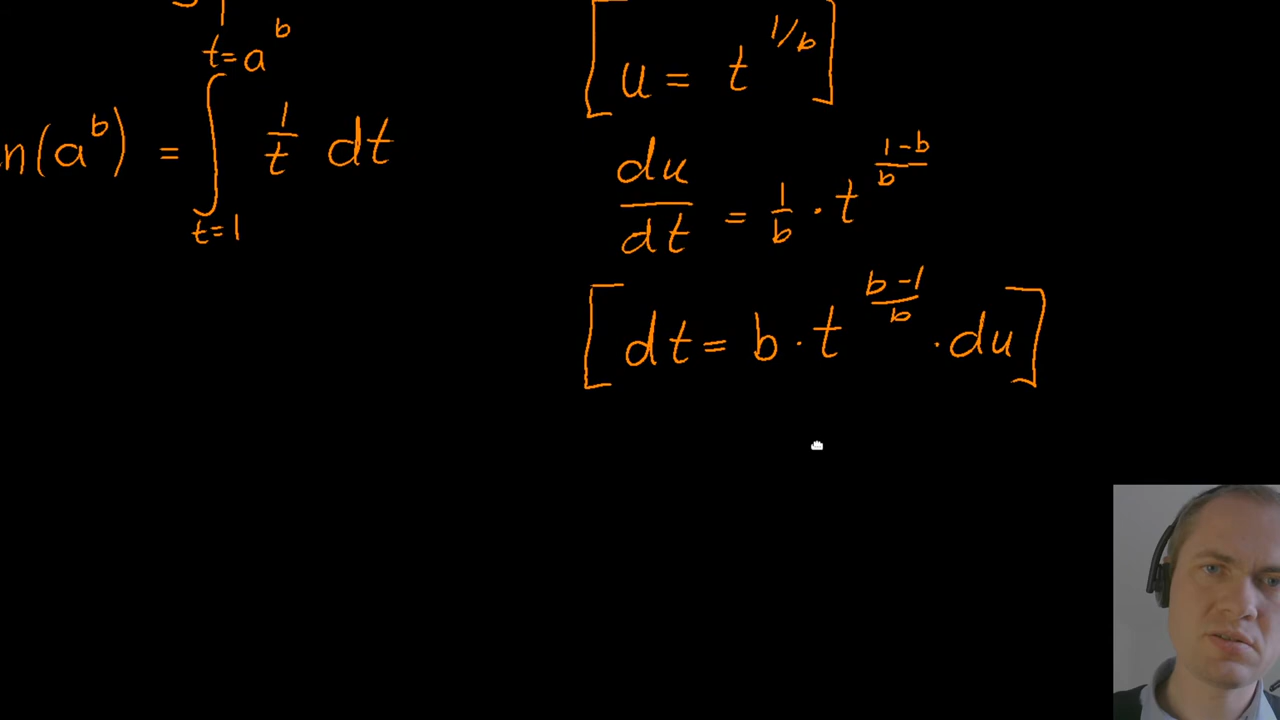 t=a^b
n(a^b) = ∫ 1/t dt
t=1
[u = t^{1/b}]
du/dt = 1/b · t^{(1-b)/b}
[dt = b · t^{(b-1)/b} · du]